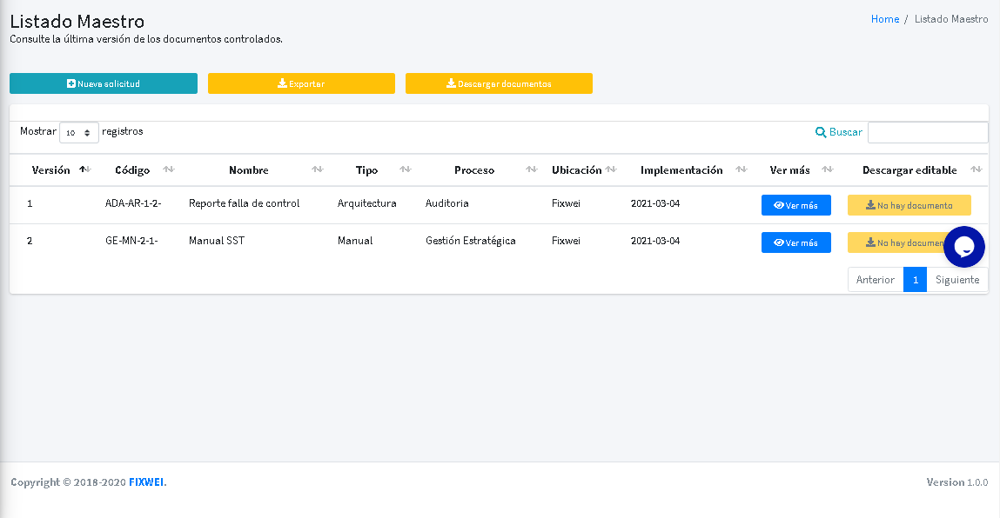 Listado Maestro
Home / Listado Maestro
Consulte la última versión de los documentos controlados.
Nueva solicitud Exportar Descargar documentos
Mostrar 10 registros Buscar
Versión Código Nombre Tipo Proceso Ubicación Implementación Ver más Descargar editable
1 ADA-AR-1-2- Reporte falla de control Arquitectura Auditoria Fixwei 2021-03-04 Ver más No hay documento
2 GE-MN-2-1- Manual SST Manual Gestión Estratégica Fixwei 2021-03-04 Ver más No hay documen
Anterior 1 Siguiente
Copyright © 2018-2020 FIXWEI. Version 1.0.0